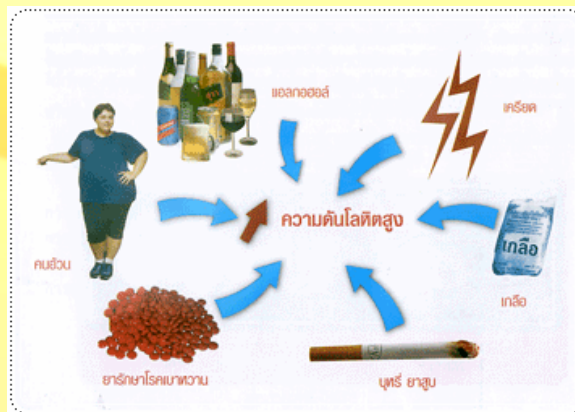 แอลกอฮอล์
เครียด
ความดันโลหิตสูง
คนอ้วน
เกลือ
เกลือ
ยารักษาโรคเบาหวาน
บุหรี่ ยาสูบ